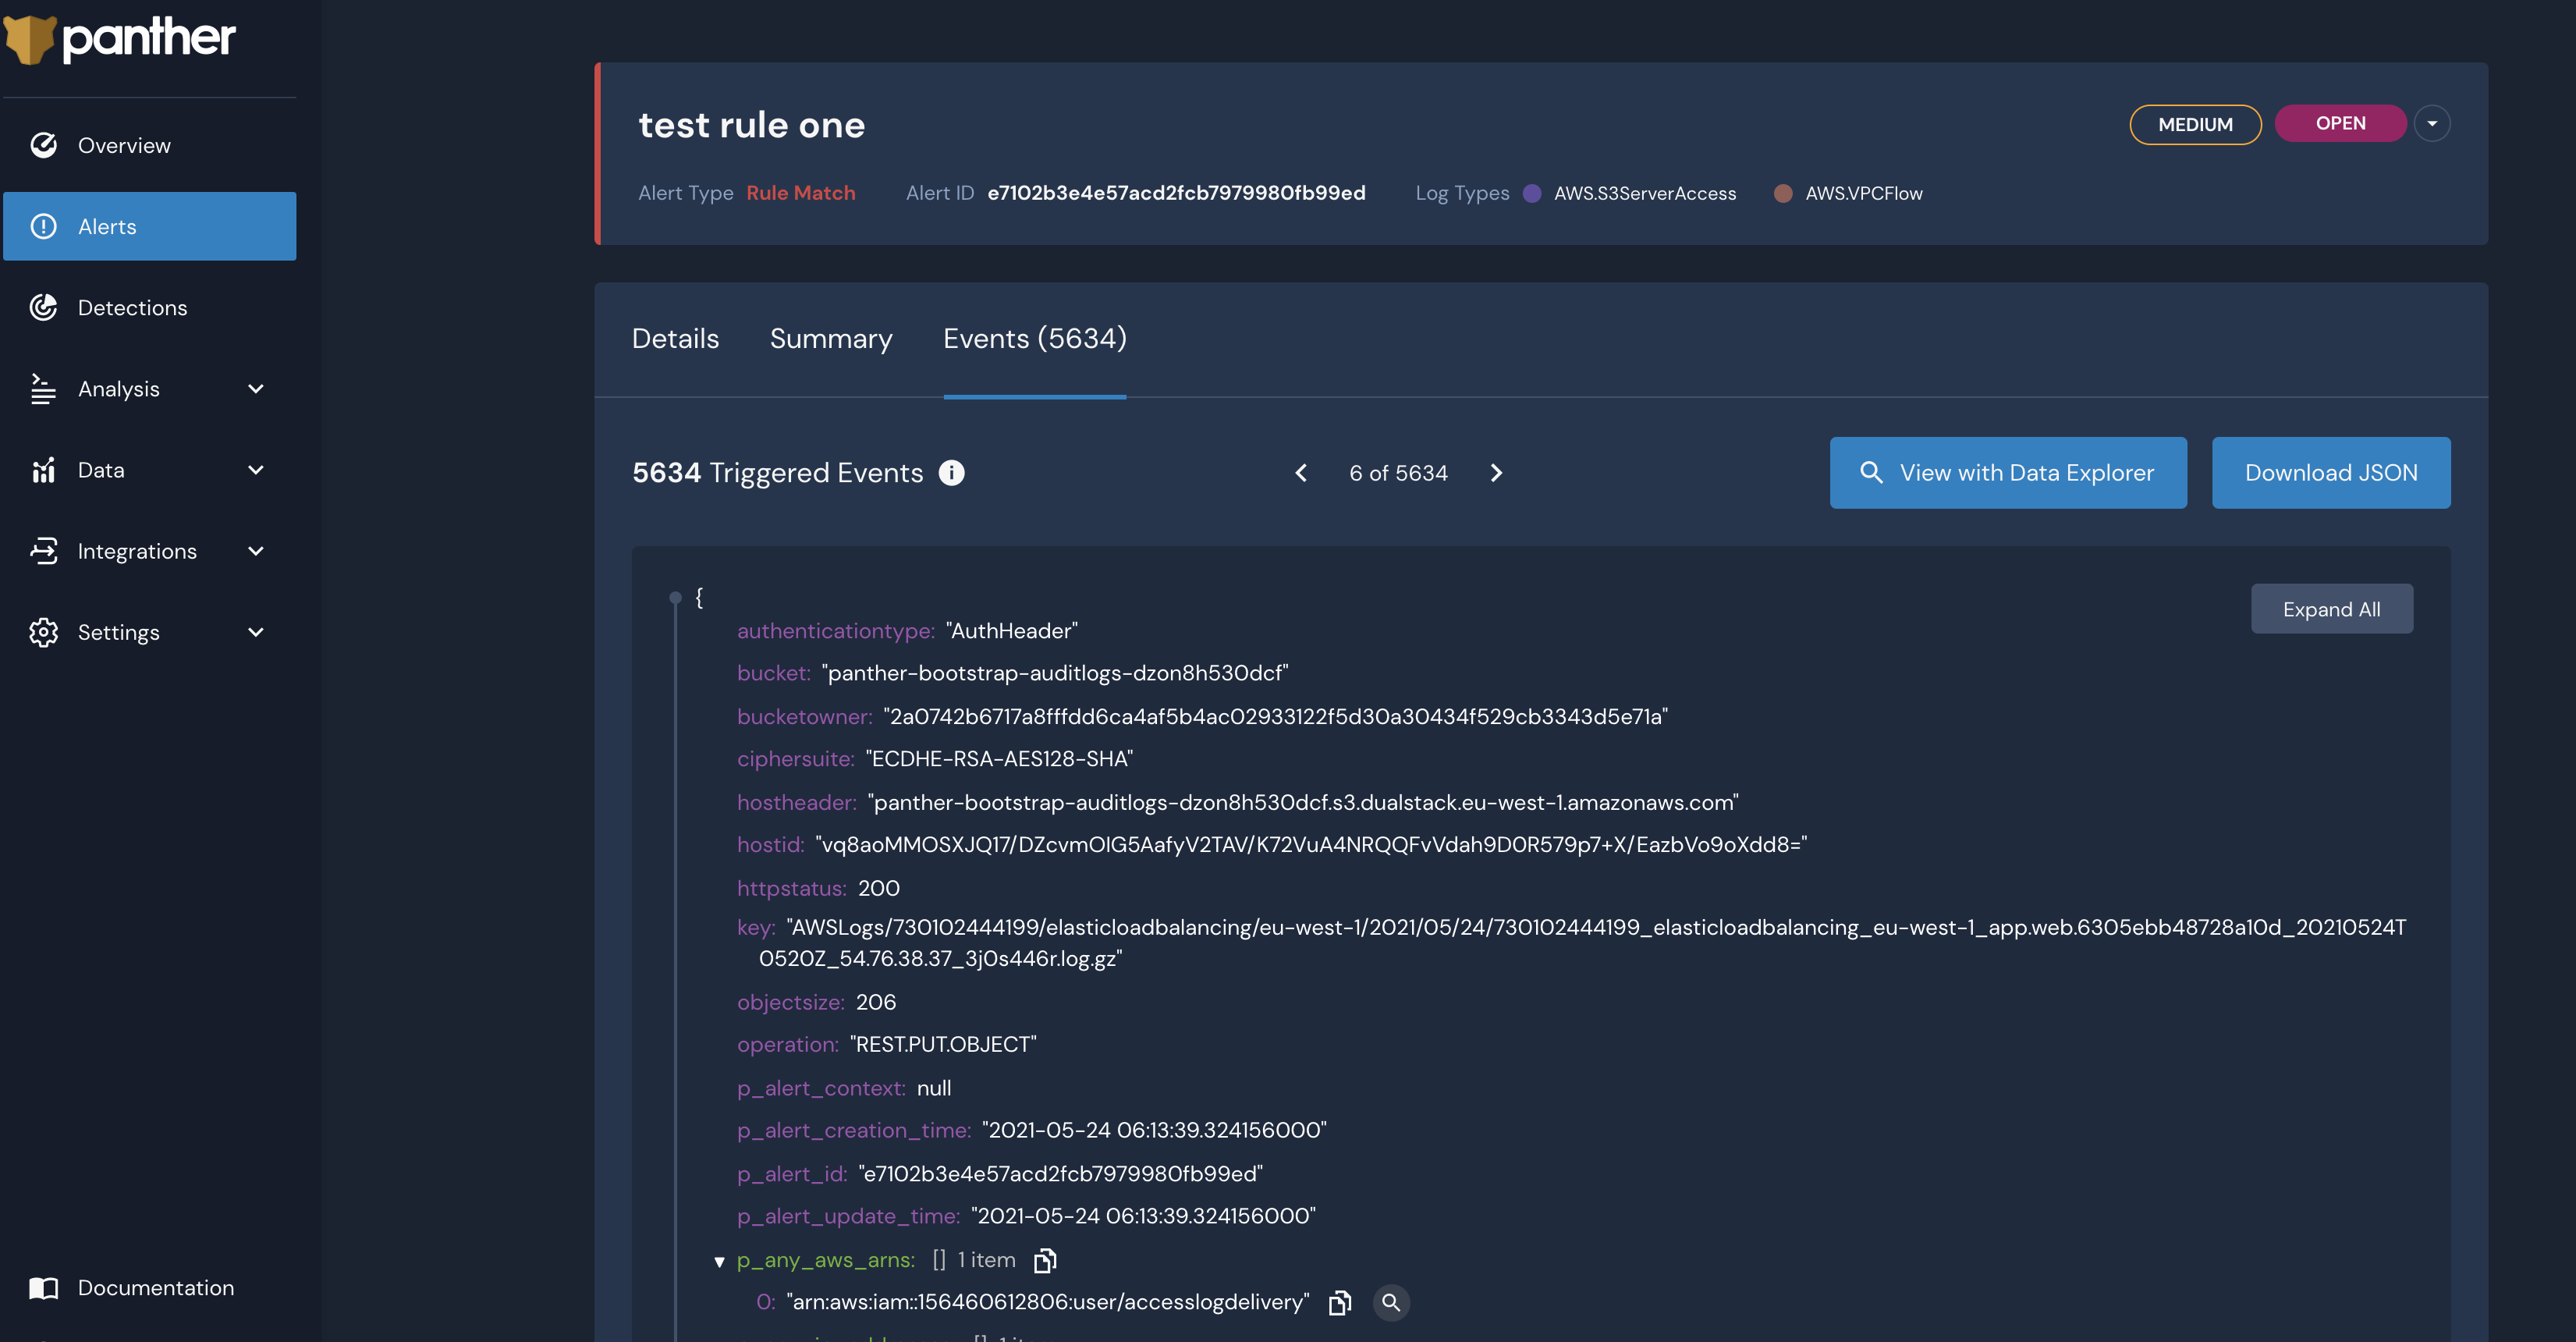 panther
Overview
Alerts
Detections
Analysis
Data
Integrations
Settings
Documentation
test rule one
MEDIUM
OPEN
Alert Type Rule Match Alert ID e7102b3e4e57acd2fcb7979980fb99ed Log Types AWS.S3ServerAccess AWS.VPCFlow
Details Summary Events (5634)
5634 Triggered Events 6 of 5634 View with Data Explorer Download JSON
{
Expand All
authenticationtype: "AuthHeader"
bucket: "panther-bootstrap-auditlogs-dzon8h530dcf"
bucketowner: "2a0742b6717a8fffdd6ca4af5b4ac02933122f5d30a30434f529cb3343d5e71a"
ciphersuite: "ECDHE-RSA-AES128-SHA"
hostheader: "panther-bootstrap-auditlogs-dzon8h530dcf.s3.dualstack.eu-west-1.amazonaws.com"
hostid: "vq8aoMMOSXJQ17/DZcvmOIG5AafyV2TAV/K72VuA4NRQQFvVdah9D0R579p7+X/EazbVo9oXdd8="
httpstatus: 200
key: "AWSLogs/730102444199/elasticloadbalancing/eu-west-1/2021/05/24/730102444199_elasticloadbalancing_eu-west-1_app.web.6305ebb48728a10d_20210524T
0520Z_54.76.38.37_3j0s446r.log.gz"
objectsize: 206
operation: "REST.PUT.OBJECT"
p_alert_context: null
p_alert_creation_time: "2021-05-24 06:13:39.324156000"
p_alert_id: "e7102b3e4e57acd2fcb7979980fb99ed"
p_alert_update_time: "2021-05-24 06:13:39.324156000"
p_any_aws_arns: [] 1 item
0: "arn:aws:iam::156460612806:user/accesslogdelivery"